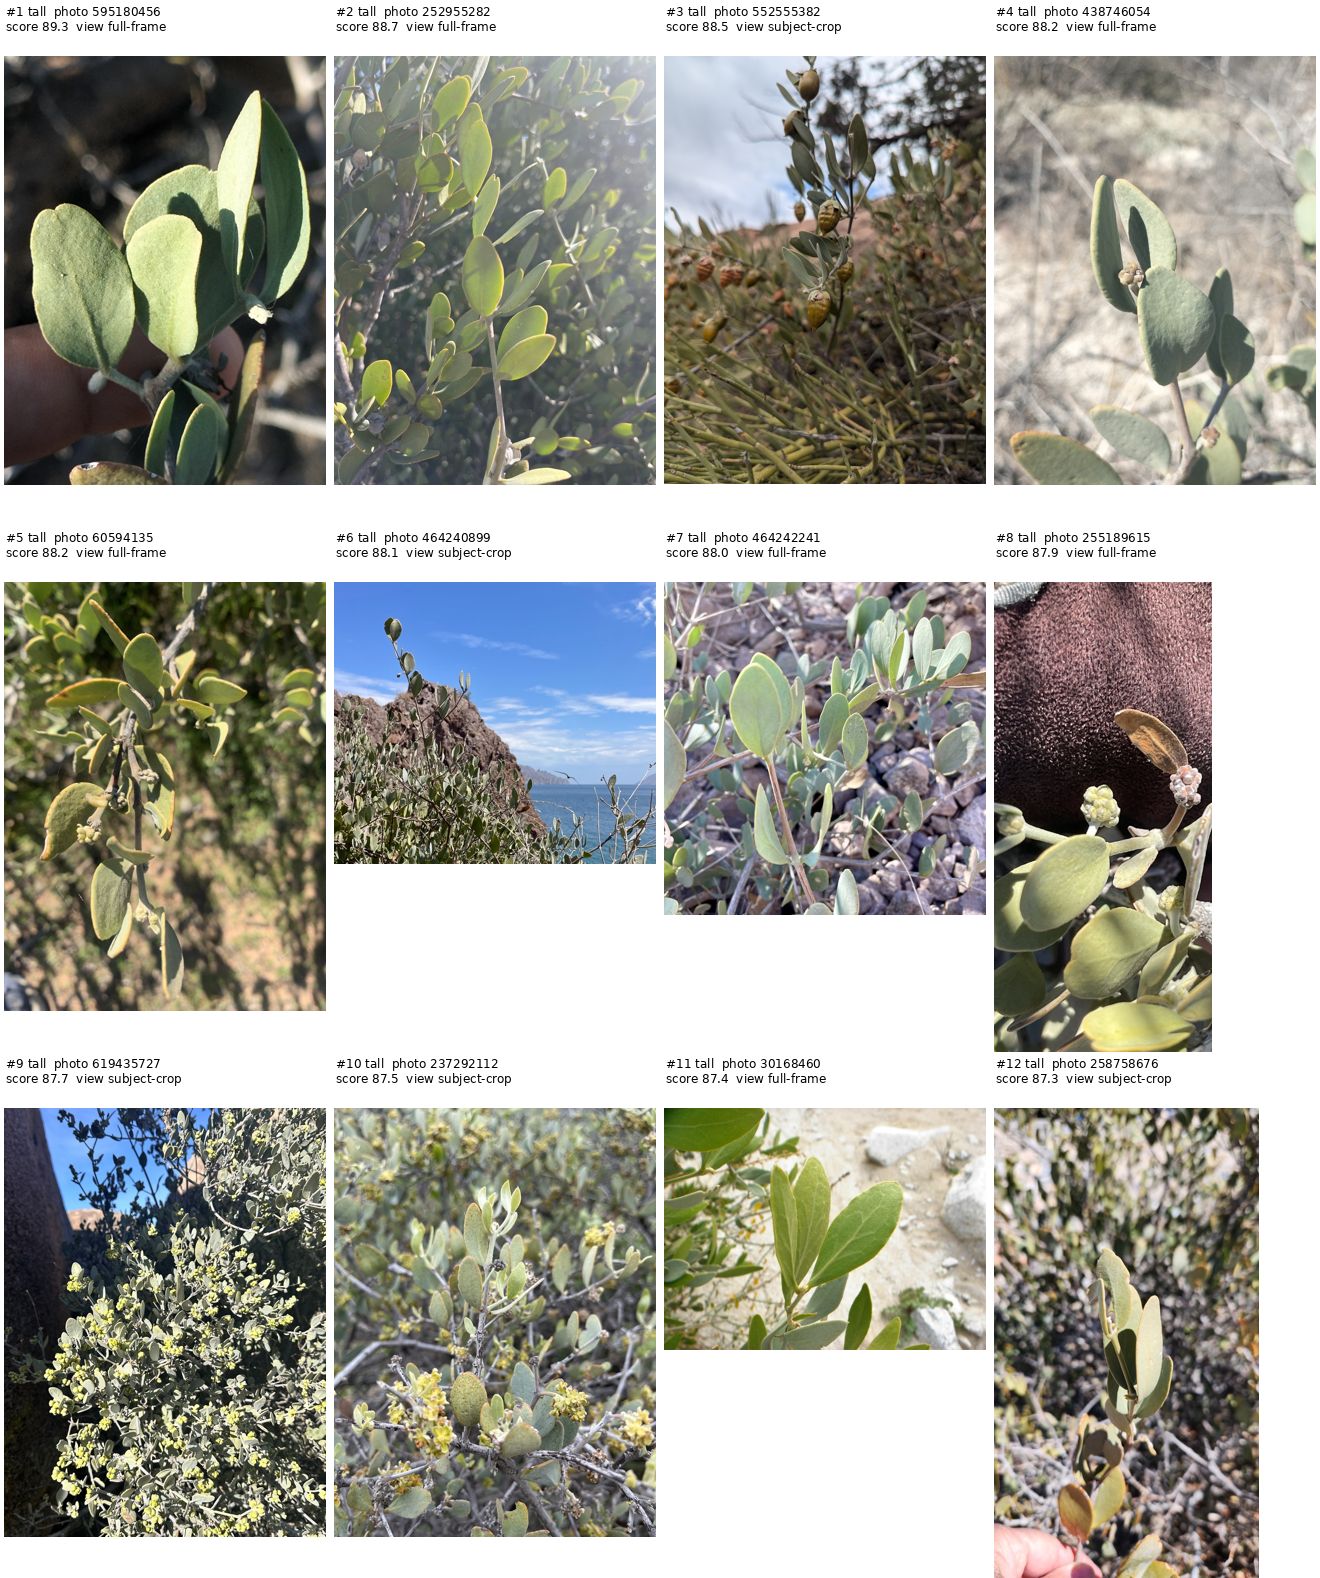 #1 tall  photo 595180456
score 89.3  view full-frame
#2 tall  photo 252955282
score 88.7  view full-frame
#3 tall  photo 552555382
score 88.5  view subject-crop
#4 tall  photo 438746054
score 88.2  view full-frame
#5 tall  photo 60594135
score 88.2  view full-frame
#6 tall  photo 464240899
score 88.1  view subject-crop
#7 tall  photo 464242241
score 88.0  view full-frame
#8 tall  photo 255189615
score 87.9  view full-frame
#9 tall  photo 619435727
score 87.7  view subject-crop
#10 tall  photo 237292112
score 87.5  view subject-crop
#11 tall  photo 30168460
score 87.4  view full-frame
#12 tall  photo 258758676
score 87.3  view subject-crop